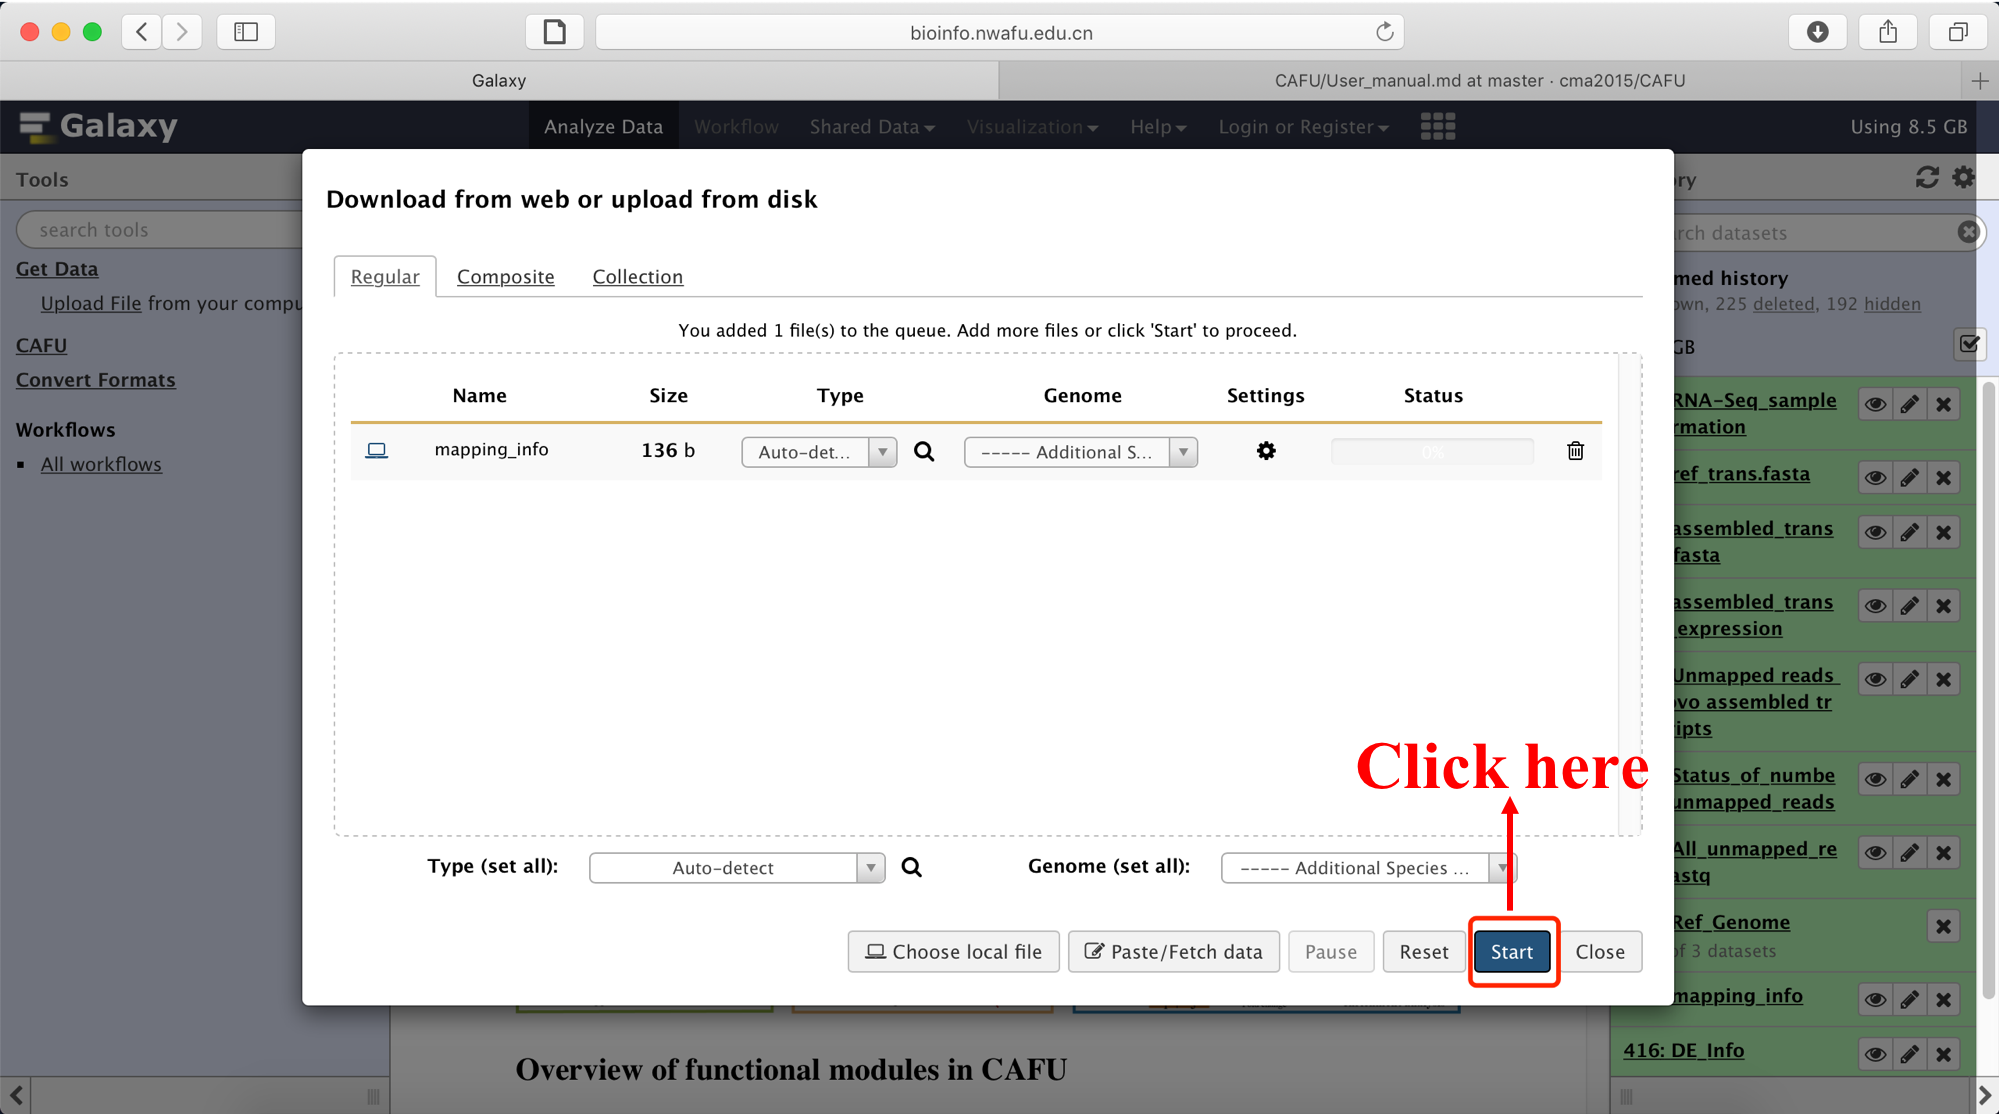 bioinfo.nwafu.edu.cn
Galaxy
CAFU/User_manual.md at master · cma2015/CAFU
Galaxy
Analyze Data
Workflow
Shared Data
Visualization
Help
Login or Register
Using 8.5 GB
Tools
search tools
Get Data
Upload File from your compu
CAFU
Convert Formats
Workflows
All workflows
Download from web or upload from disk
Regular
Composite
Collection
You added 1 file(s) to the queue. Add more files or click 'Start' to proceed.
Name Size Type Genome Settings Status
mapping_info 136 b Auto-det... ----- Additional S... 0%
Click here
Type (set all): Auto-detect Genome (set all): ----- Additional Species ...
Choose local file
Paste/Fetch data
Pause
Reset
Start
Close
Overview of functional modules in CAFU
ry
rch datasets
med history
own, 225 deleted, 192 hidden
GB
RNA-Seq_sample
rmation
ref_trans.fasta
assembled_trans
fasta
assembled_trans
_expression
Unmapped reads
ovo assembled tr
ipts
Status_of_numbe
unmapped_reads
All_unmapped_re
astq
Ref_Genome
of 3 datasets
mapping_info
416: DE_Info